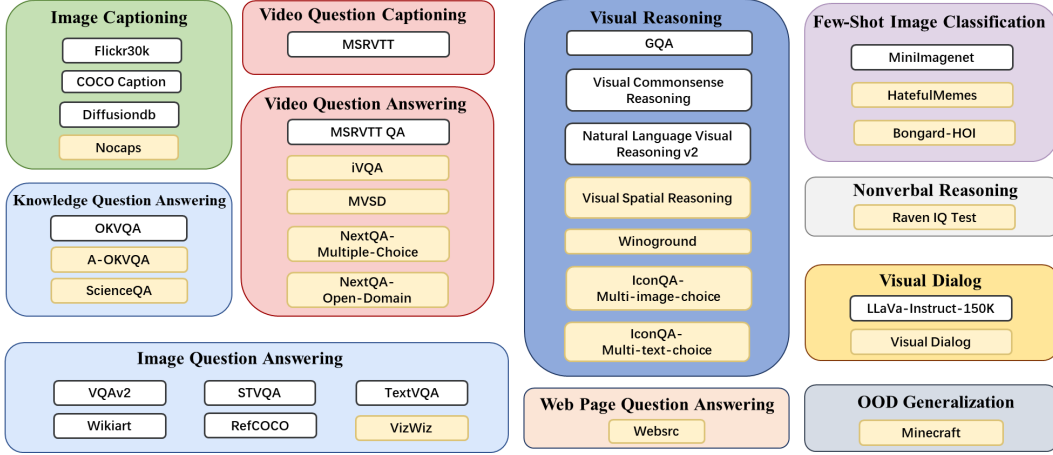 Image Captioning
Flickr30k
COCO Caption
Diffusiondb
Nocaps
Knowledge Question Answering
OKVQA
A-OKVQA
ScienceQA
Video Question Captioning
MSRVTT
Video Question Answering
MSRVTT QA
iVQA
MVSD
NextQA-
Multiple-Choice
NextQA-
Open-Domain
Image Question Answering
VQAv2
STVQA
TextVQA
Wikiart
RefCOCO
VizWiz
Visual Reasoning
GQA
Visual Commonsense
Reasoning
Natural Language Visual
Reasoning v2
Visual Spatial Reasoning
Winoground
IconQA-
Multi-image-choice
IconQA-
Multi-text-choice
Web Page Question Answering
Websrc
Few-Shot Image Classification
MiniImagenet
HatefulMemes
Bongard-HOI
Nonverbal Reasoning
Raven IQ Test
Visual Dialog
LLaVa-Instruct-150K
Visual Dialog
OOD Generalization
Minecraft